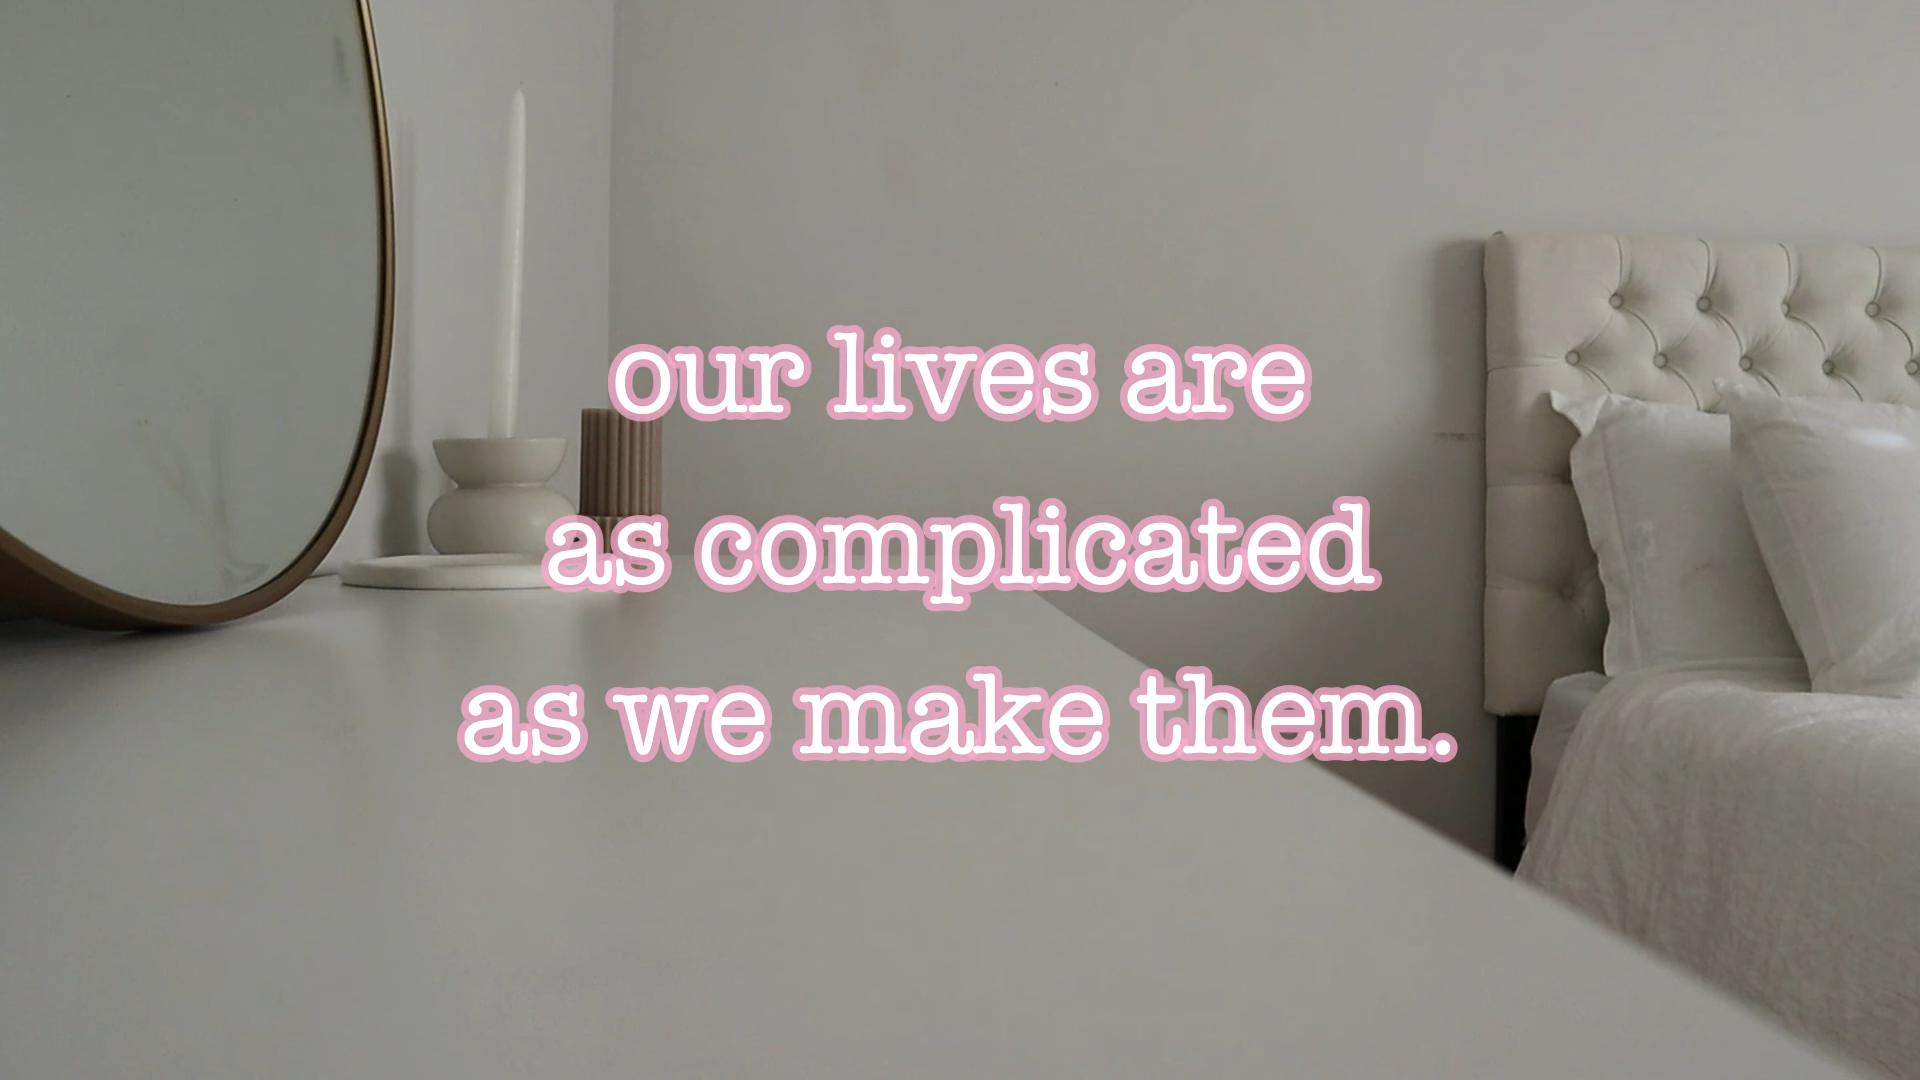 our lives are
as complicated
as we make them.